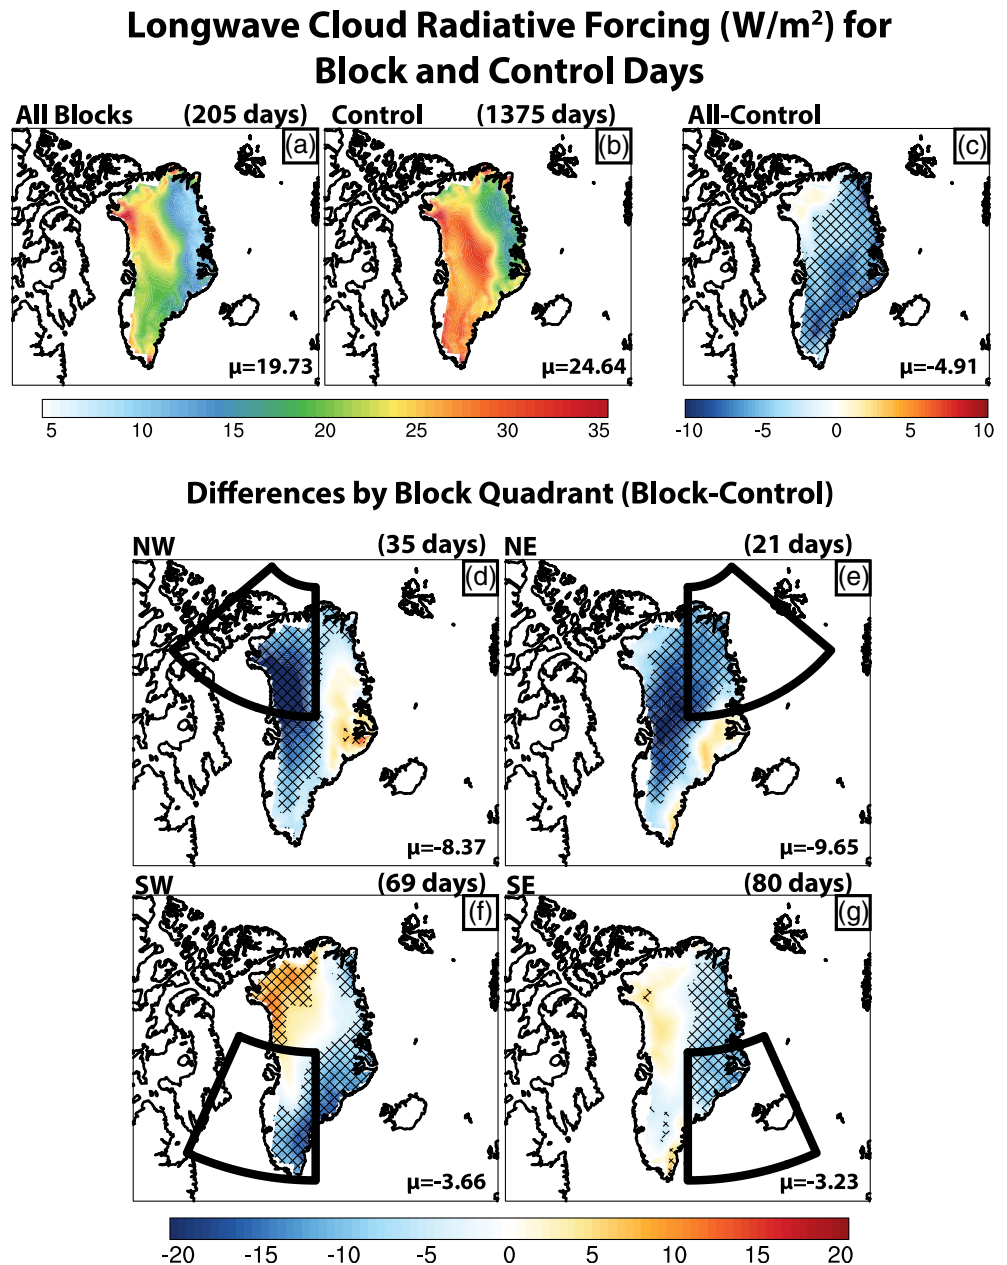 Longwave Cloud Radiative Forcing (W/m²) for
Block and Control Days
All Blocks (205 days) Control (1375 days) All-Control
(a) (b) (c)
μ=19.73 μ=24.64 μ=-4.91
5 10 15 20 25 30 35 -10 -5 0 5 10
Differences by Block Quadrant (Block-Control)
NW (35 days) NE (21 days)
(d) (e)
μ=-8.37 μ=-9.65
SW (69 days) SE (80 days)
(f) (g)
μ=-3.66 μ=-3.23
-20 -15 -10 -5 0 5 10 15 20